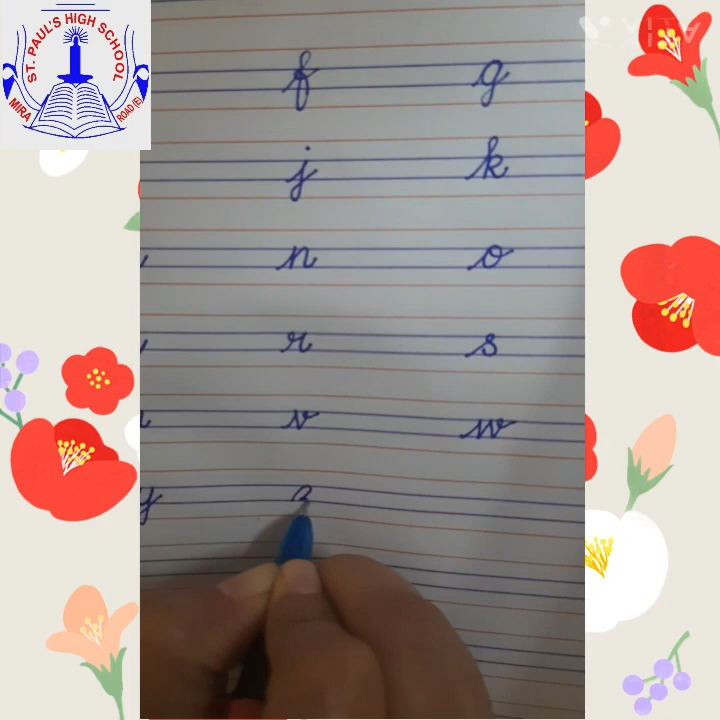 ST. PAUL'S HIGH SCHOOL
MIRA ROAD (E)
f g
j k
n o
r s
v w
y